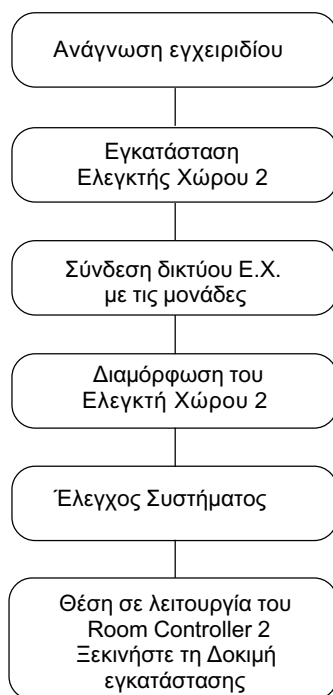 Ανάγνωση εγχειριδίου
Εγκατάσταση
Ελεγκτής Χώρου 2
Σύνδεση δικτύου Ε.Χ.
με τις μονάδες
Διαμόρφωση του
Ελεγκτή Χώρου 2
Έλεγχος Συστήματος
Θέση σε λειτουργία του
Room Controller 2
Ξεκινήστε τη Δοκιμή
εγκατάστασης